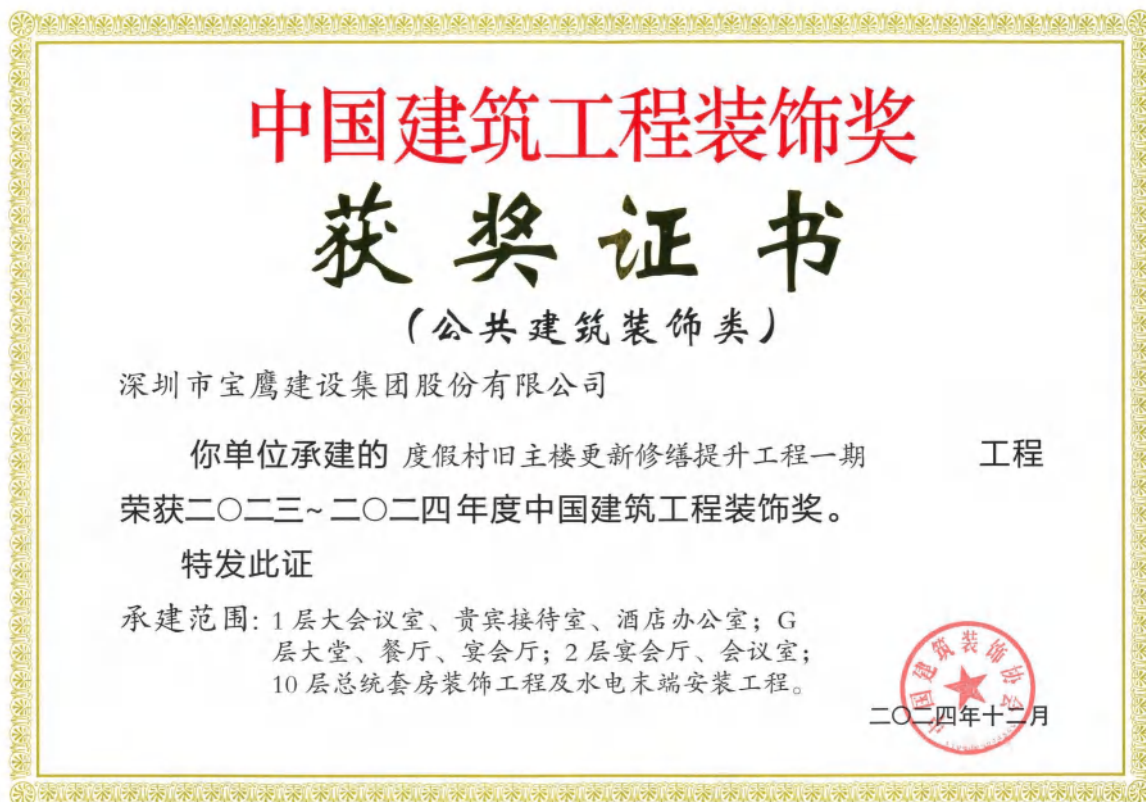 中国建筑工程装饰奖
获奖证书
（公共建筑装饰类）
深圳市宝鹰建设集团股份有限公司
你单位承建的 度假村旧主楼更新修缮提升工程一期 工程
荣获二〇二三~二〇二四年度中国建筑工程装饰奖。
特发此证
承建范围: 1层大会议室、贵宾接待室、酒店办公室；G
层大堂、餐厅、宴会厅；2层宴会厅、会议室；
10层总统套房装饰工程及水电末端安装工程。
中国建筑装饰协会
二〇二四年十二月